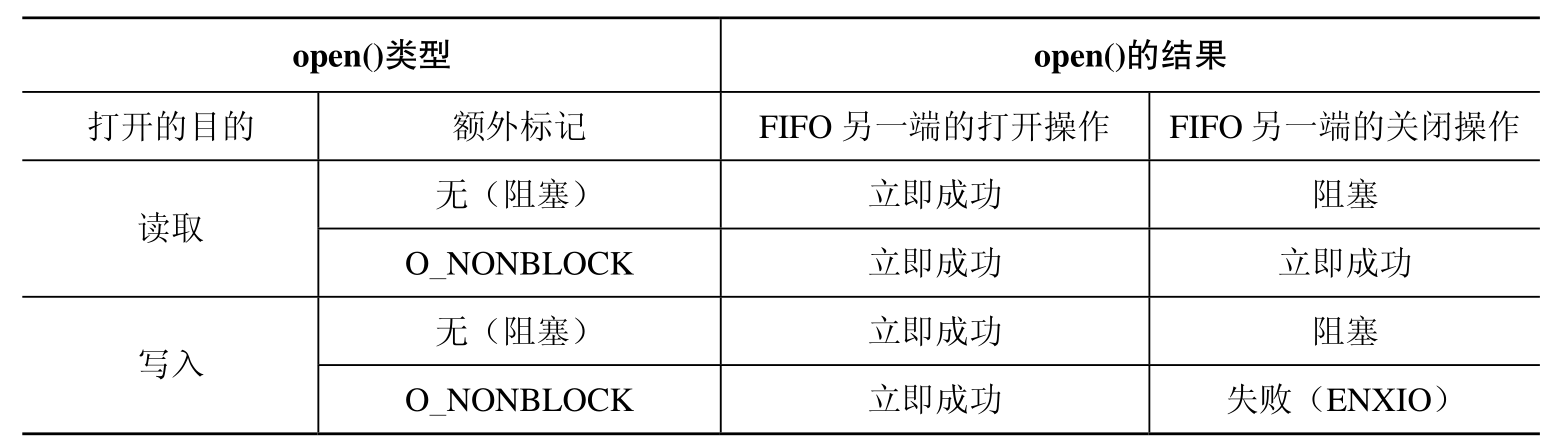 open()类型 open()的结果
打开的目的 额外标记 FIFO 另一端的打开操作 FIFO 另一端的关闭操作
读取 无（阻塞） 立即成功 阻塞
O_NONBLOCK 立即成功 立即成功
写入 无（阻塞） 立即成功 阻塞
O_NONBLOCK 立即成功 失败（ENXIO）